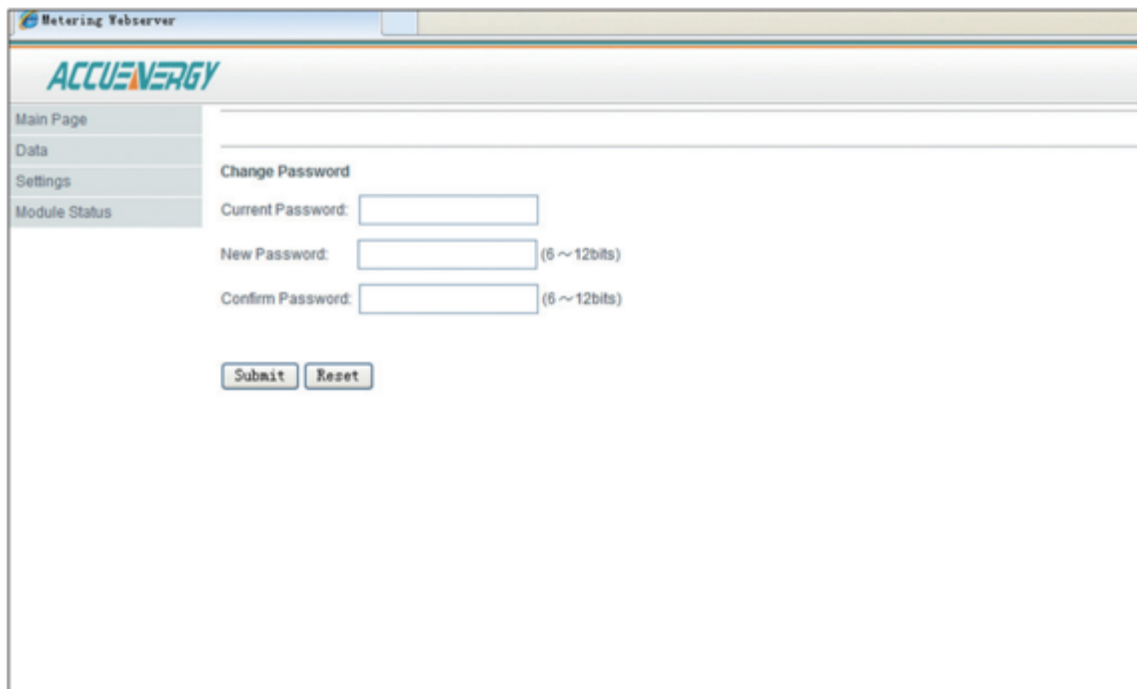 Metering Webserver
ACCUENERGY
Main Page
Data
Settings
Module Status
Change Password
Current Password:
New Password: (6～12bits)
Confirm Password: (6～12bits)
Submit Reset